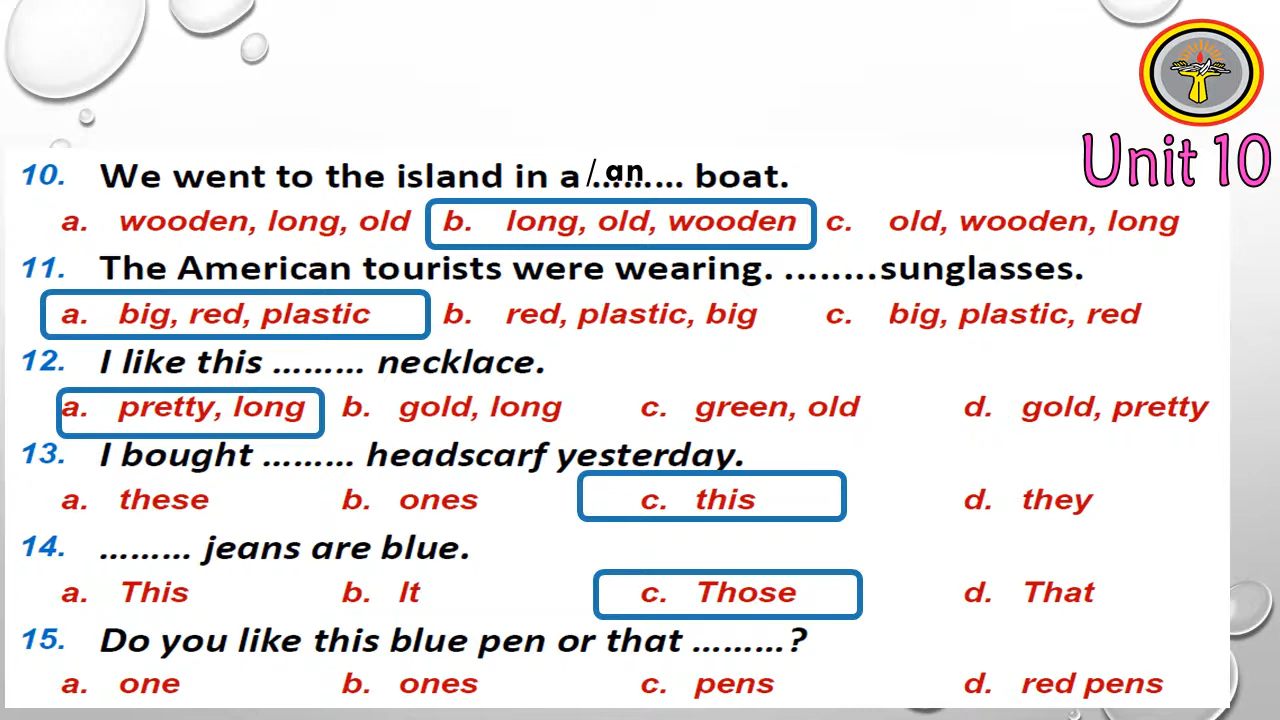 Unit 10
10. We went to the island in a / an ……… boat.
a. wooden, long, old b. long, old, wooden c. old, wooden, long
11. The American tourists were wearing. ........sunglasses.
a. big, red, plastic b. red, plastic, big c. big, plastic, red
12. I like this ……… necklace.
a. pretty, long b. gold, long c. green, old d. gold, pretty
13. I bought ……… headscarf yesterday.
a. these b. ones c. this d. they
14. ……… jeans are blue.
a. This b. It c. Those d. That
15. Do you like this blue pen or that ………?
a. one b. ones c. pens d. red pens